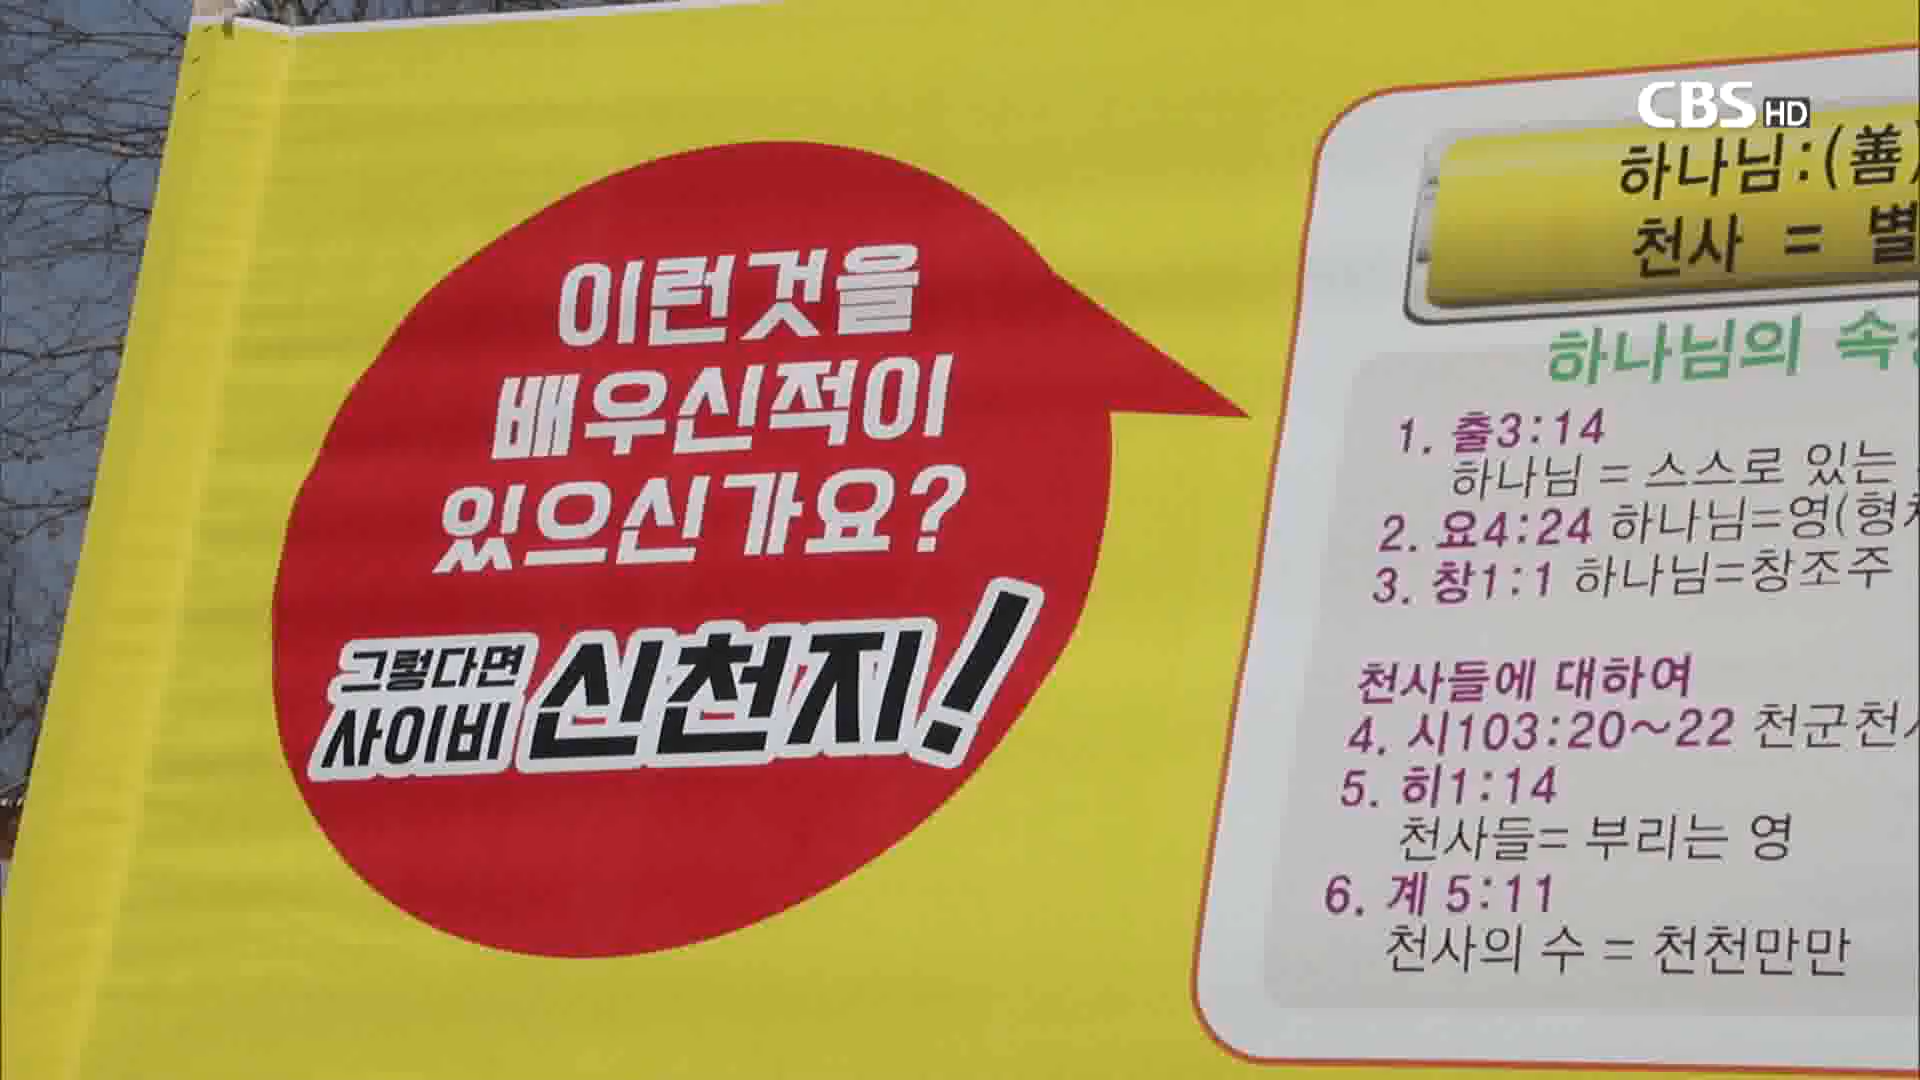 이런것을
배우신적이
있으신가요?
그렇다면
사이비 신천지!
CBS HD
하나님:(善)
천사 = 별
하나님의
1. 출3:14
하나님 = 스스로 있는
2. 요4:24 하나님=영(형
3. 창1:1 하나님=창조주
천사들에 대하여
4. 시103:20~22 천군천
5. 히1:14
천사들= 부리는 영
6. 계 5:11
천사의 수 = 천천만만